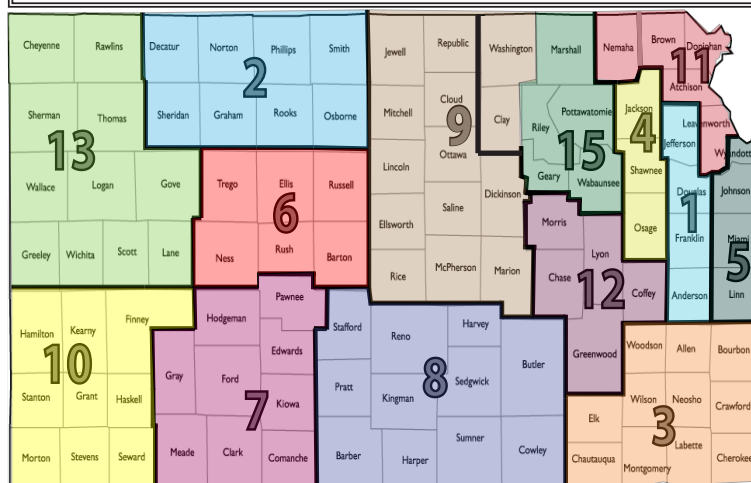 Cheyenne
Rawlins
Decatur
Norton
Phillips
Smith
Jewell
Republic
Washington
Marshall
Nemaha
Brown
Doniphan
11
2
Sherman
Thomas
Sheridan
Graham
Rooks
Osborne
Mitchell
Cloud
9
Clay
Riley
Pottawatomie
Jackson
4
Atchison
Jefferson
Leavenworth
13
15
Wyandott
Wallace
Logan
Gove
Trego
Ellis
Russell
Lincoln
Ottawa
Dickinson
Geary
Wabaunsee
Shawnee
Douglas
Johnson
6
1
Greeley
Wichita
Scott
Lane
Ness
Rush
Barton
Ellsworth
Saline
Morris
Lyon
Osage
Franklin
Miami
5
Rice
McPherson
Marion
Chase
12
Coffey
Anderson
Linn
Hamilton
Kearny
Finney
Hodgeman
Pawnee
Stafford
Reno
Harvey
Butler
Greenwood
Woodson
Allen
Bourbon
10
Gray
Ford
Edwards
8
Stanton
Grant
Haskell
7
Kiowa
Pratt
Kingman
Sedgwick
Elk
Wilson
Neosho
Crawford
3
Morton
Stevens
Seward
Meade
Clark
Comanche
Barber
Harper
Sumner
Cowley
Chautauqua
Montgomery
Labette
Cherokee